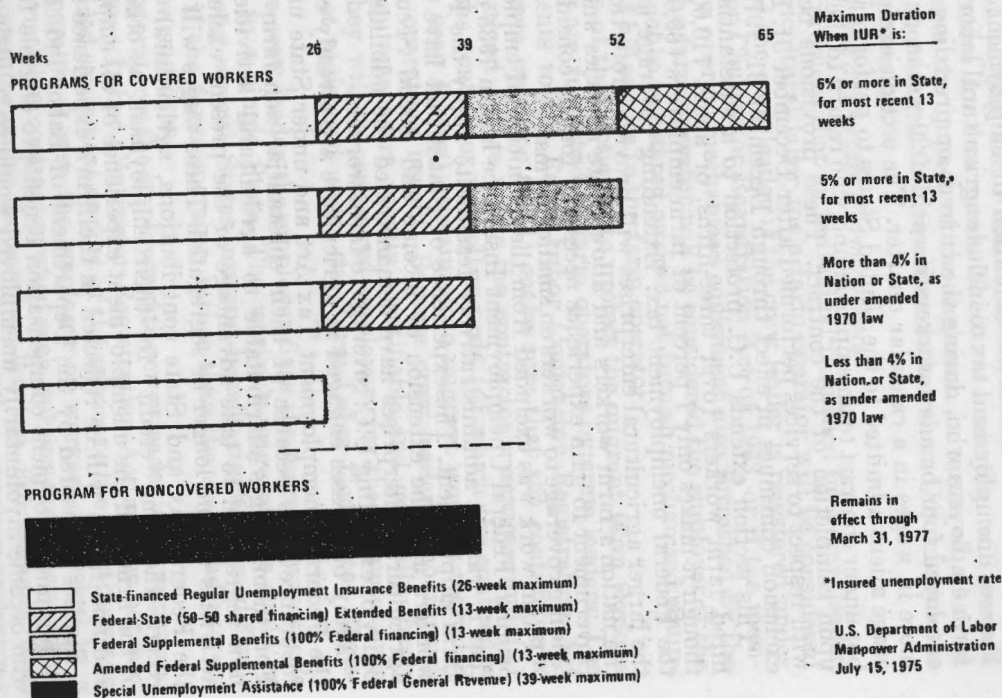 Weeks
26
39
52
65
Maximum Duration
When IUR* is:
PROGRAMS FOR COVERED WORKERS
6% or more in State,
for most recent 13
weeks
5% or more in State,
for most recent 13
weeks
More than 4% in
Nation or State, as
under amended
1970 law
Less than 4% in
Nation or State,
as under amended
1970 law
PROGRAM FOR NONCOVERED WORKERS
Remains in
effect through
March 31, 1977
State-financed Regular Unemployment Insurance Benefits (26-week maximum)
Federal-State (50-50 shared financing) Extended Benefits (13-week maximum)
Federal Supplemental Benefits (100% Federal financing) (13-week maximum)
Amended Federal Supplemental Benefits (100% Federal financing) (13-week maximum)
Special Unemployment Assistance (100% Federal General Revenue) (39-week maximum)
*Insured unemployment rate
U.S. Department of Labor
Manpower Administration
July 15, 1975